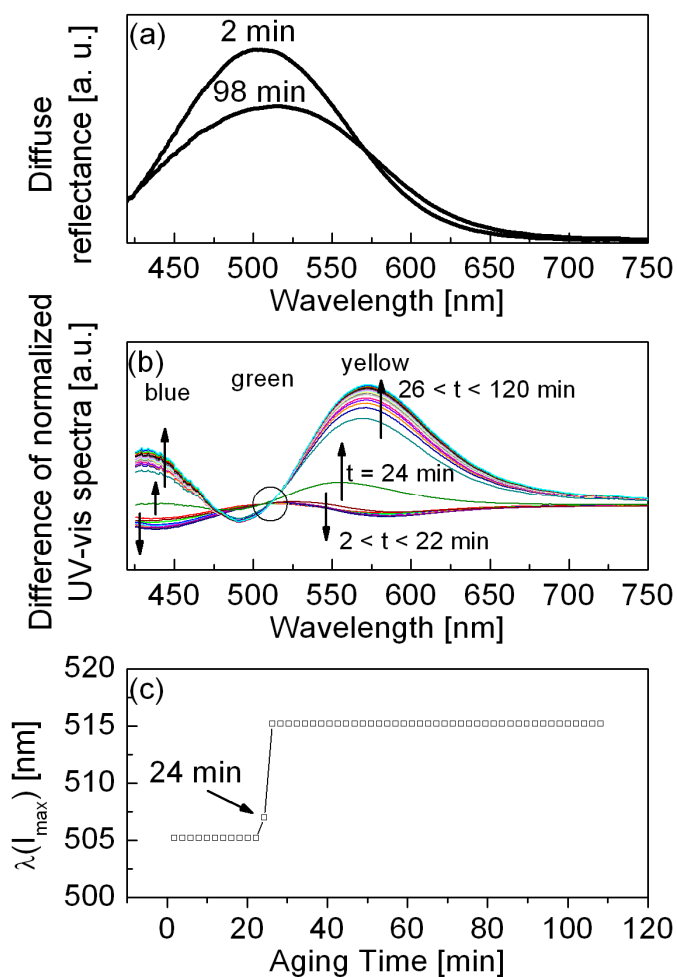 (a)
2 min
98 min
Diffuse
reflectance [a. u.]
450 500 550 600 650 700 750
Wavelength [nm]
(b)
blue
green
yellow
26 < t < 120 min
t = 24 min
2 < t < 22 min
Difference of normalized
UV-vis spectra [a.u.]
450 500 550 600 650 700 750
Wavelength [nm]
(c)
520
515
510
505
500
24 min
λ(I_max) [nm]
0 20 40 60 80 100 120
Aging Time [min]